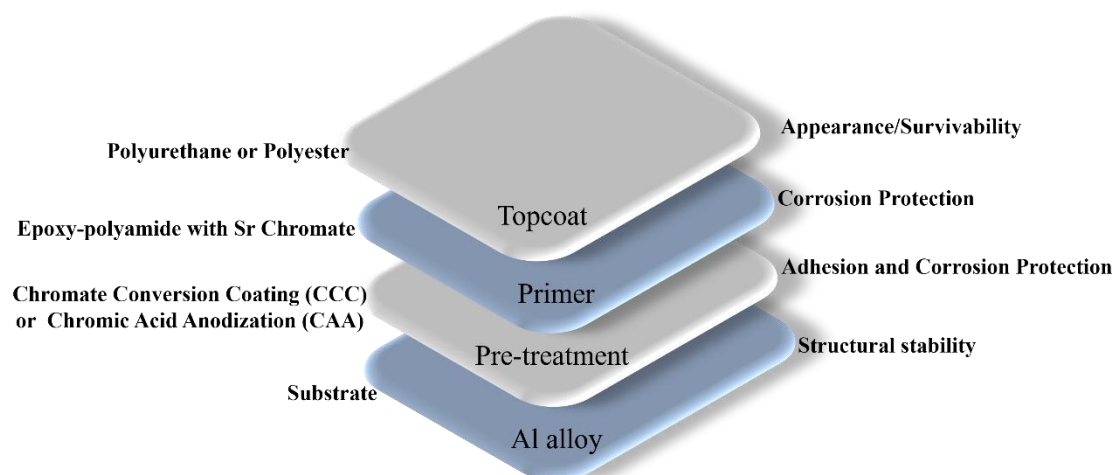 Appearance/Survivability
Polyurethane or Polyester
Topcoat
Corrosion Protection
Epoxy-polyamide with Sr Chromate
Primer
Adhesion and Corrosion Protection
Chromate Conversion Coating (CCC)
or Chromic Acid Anodization (CAA)
Pre-treatment
Structural stability
Substrate
Al alloy